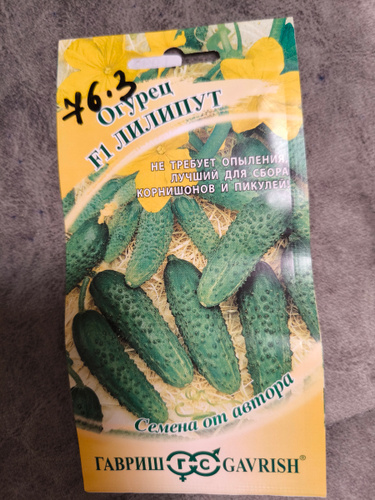 76.3
Огурец
F1 ЛИЛИПУТ
НЕ ТРЕБУЕТ ОПЫЛЕНИЯ,
ЛУЧШИЙ ДЛЯ СБОРА
КОРНИШОНОВ И ПИКУЛЕЙ!
Семена от автора
ГАВРИШ ГС GAVRISH®